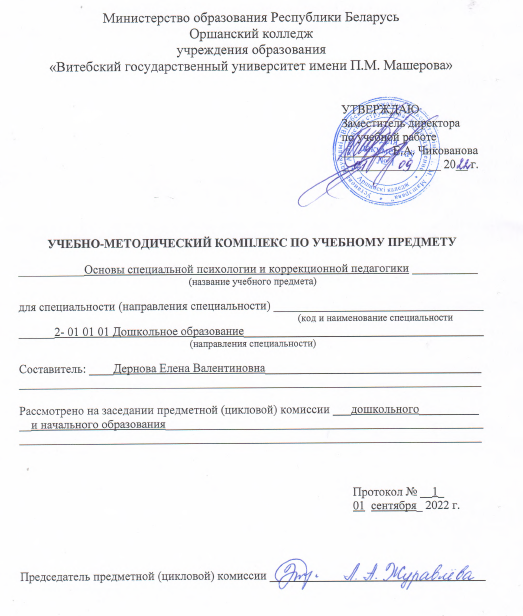 Министерство образования Республики Беларусь
Оршанский колледж
учреждения образования
«Витебский государственный университет имени П.М. Машерова»
УТВЕРЖДАЮ
Заместитель директора
по учебной работе
Е.А. Чикованова
09 2022 г.
УЧЕБНО-МЕТОДИЧЕСКИЙ КОМПЛЕКС ПО УЧЕБНОМУ ПРЕДМЕТУ
Основы специальной психологии и коррекционной педагогики
(название учебного предмета)
для специальности (направления специальности)
(код и наименование специальности
2- 01 01 01 Дошкольное образование
(направления специальности)
Составитель: Дернова Елена Валентиновна
Рассмотрено на заседании предметной (цикловой) комиссии дошкольного
и начального образования
Протокол № 1
01 сентября 2022 г.
Председатель предметной (цикловой) комиссии Л.А. Журавлёва